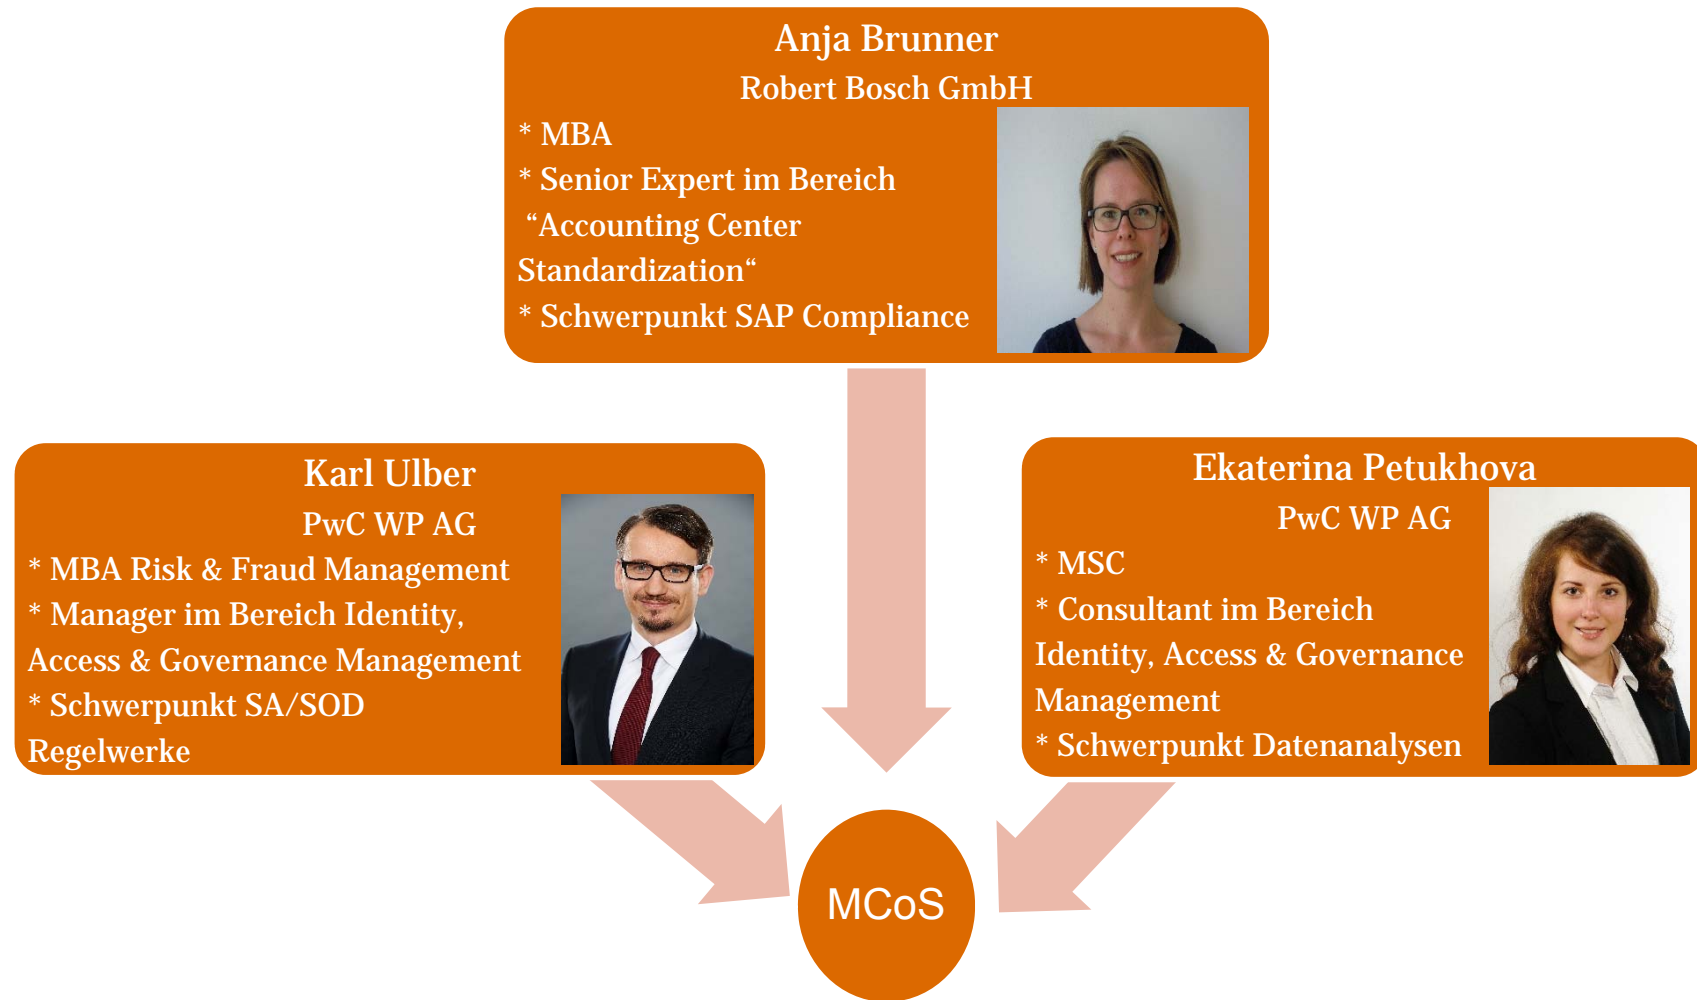 Anja Brunner
Robert Bosch GmbH
* MBA
* Senior Expert im Bereich
“Accounting Center
Standardization“
* Schwerpunkt SAP Compliance
Karl Ulber
PwC WP AG
* MBA Risk & Fraud Management
* Manager im Bereich Identity,
Access & Governance Management
* Schwerpunkt SA/SOD
Regelwerke
Ekaterina Petukhova
PwC WP AG
* MSC
* Consultant im Bereich
Identity, Access & Governance
Management
* Schwerpunkt Datenanalysen
MCoS